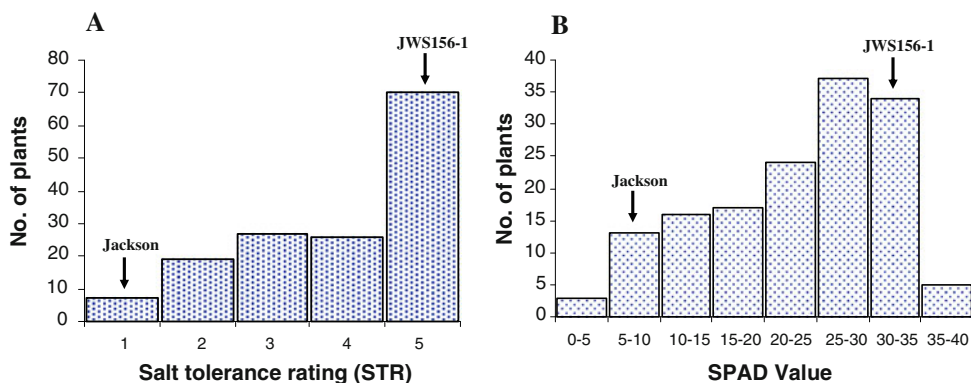 A
JWS156-1
80
70
60
50
40
30
20
10
0
No. of plants
Jackson
1 2 3 4 5
Salt tolerance rating (STR)
B
JWS156-1
40
35
30
25
20
15
10
5
0
No. of plants
Jackson
0-5 5-10 10-15 15-20 20-25 25-30 30-35 35-40
SPAD Value